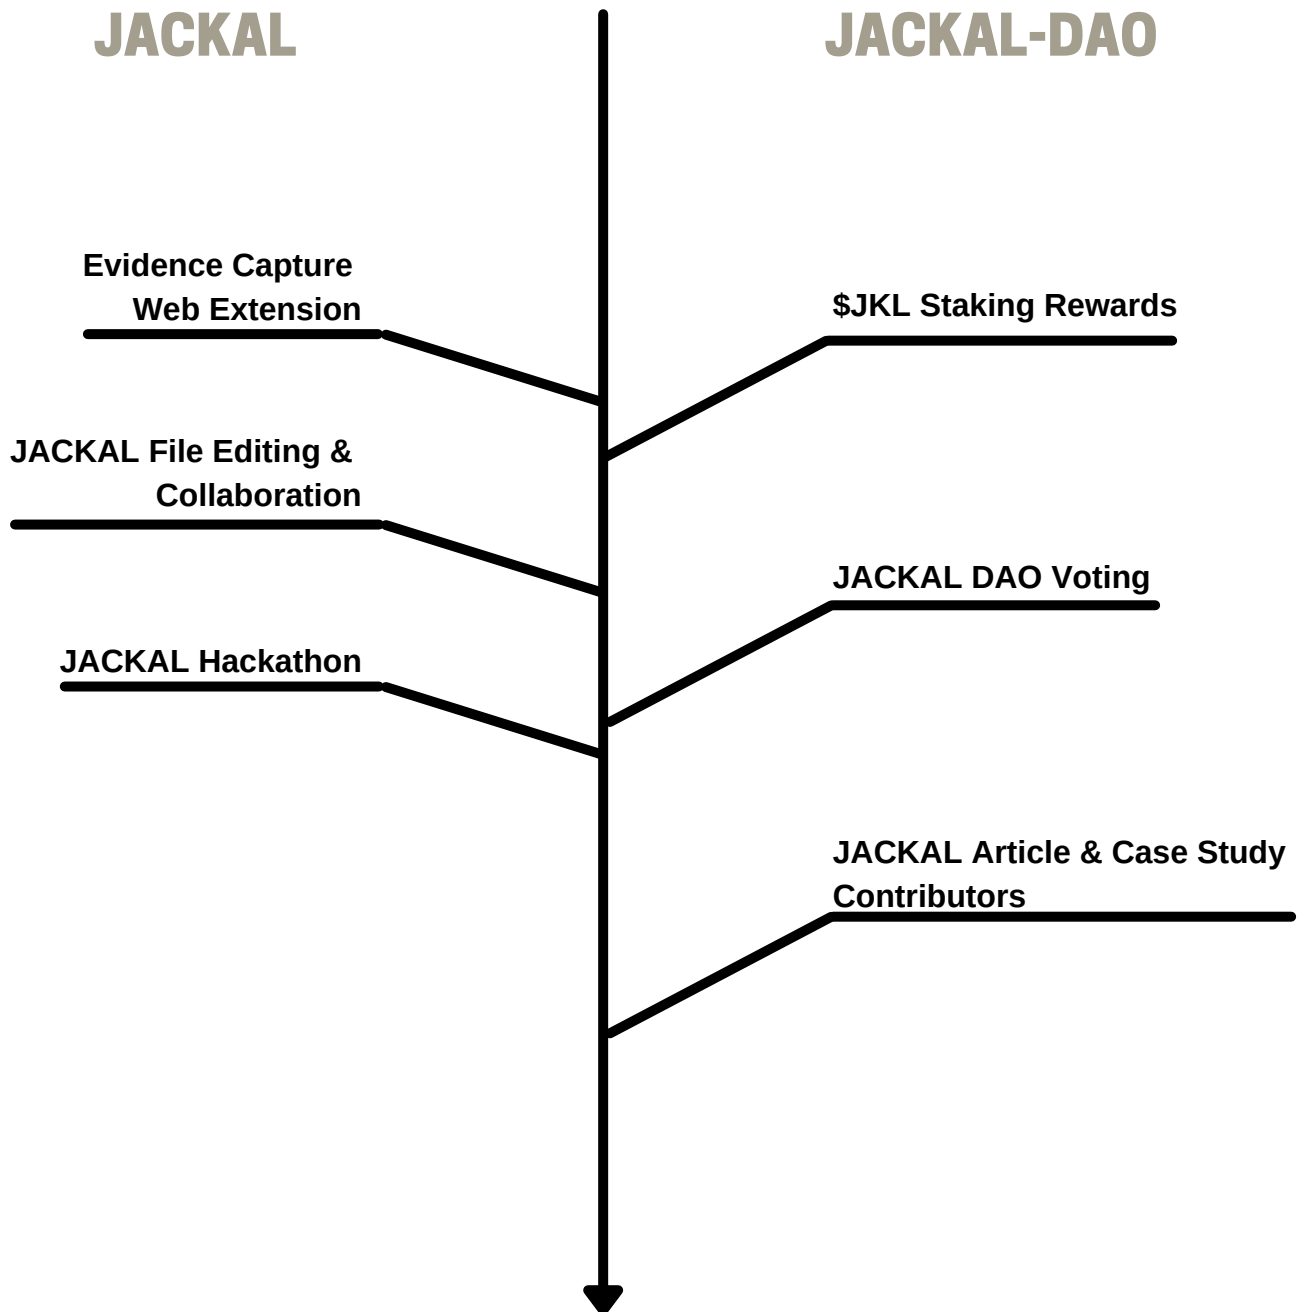 JACKAL
JACKAL-DAO
Evidence Capture
Web Extension
$JKL Staking Rewards
JACKAL File Editing &
Collaboration
JACKAL DAO Voting
JACKAL Hackathon
JACKAL Article & Case Study
Contributors